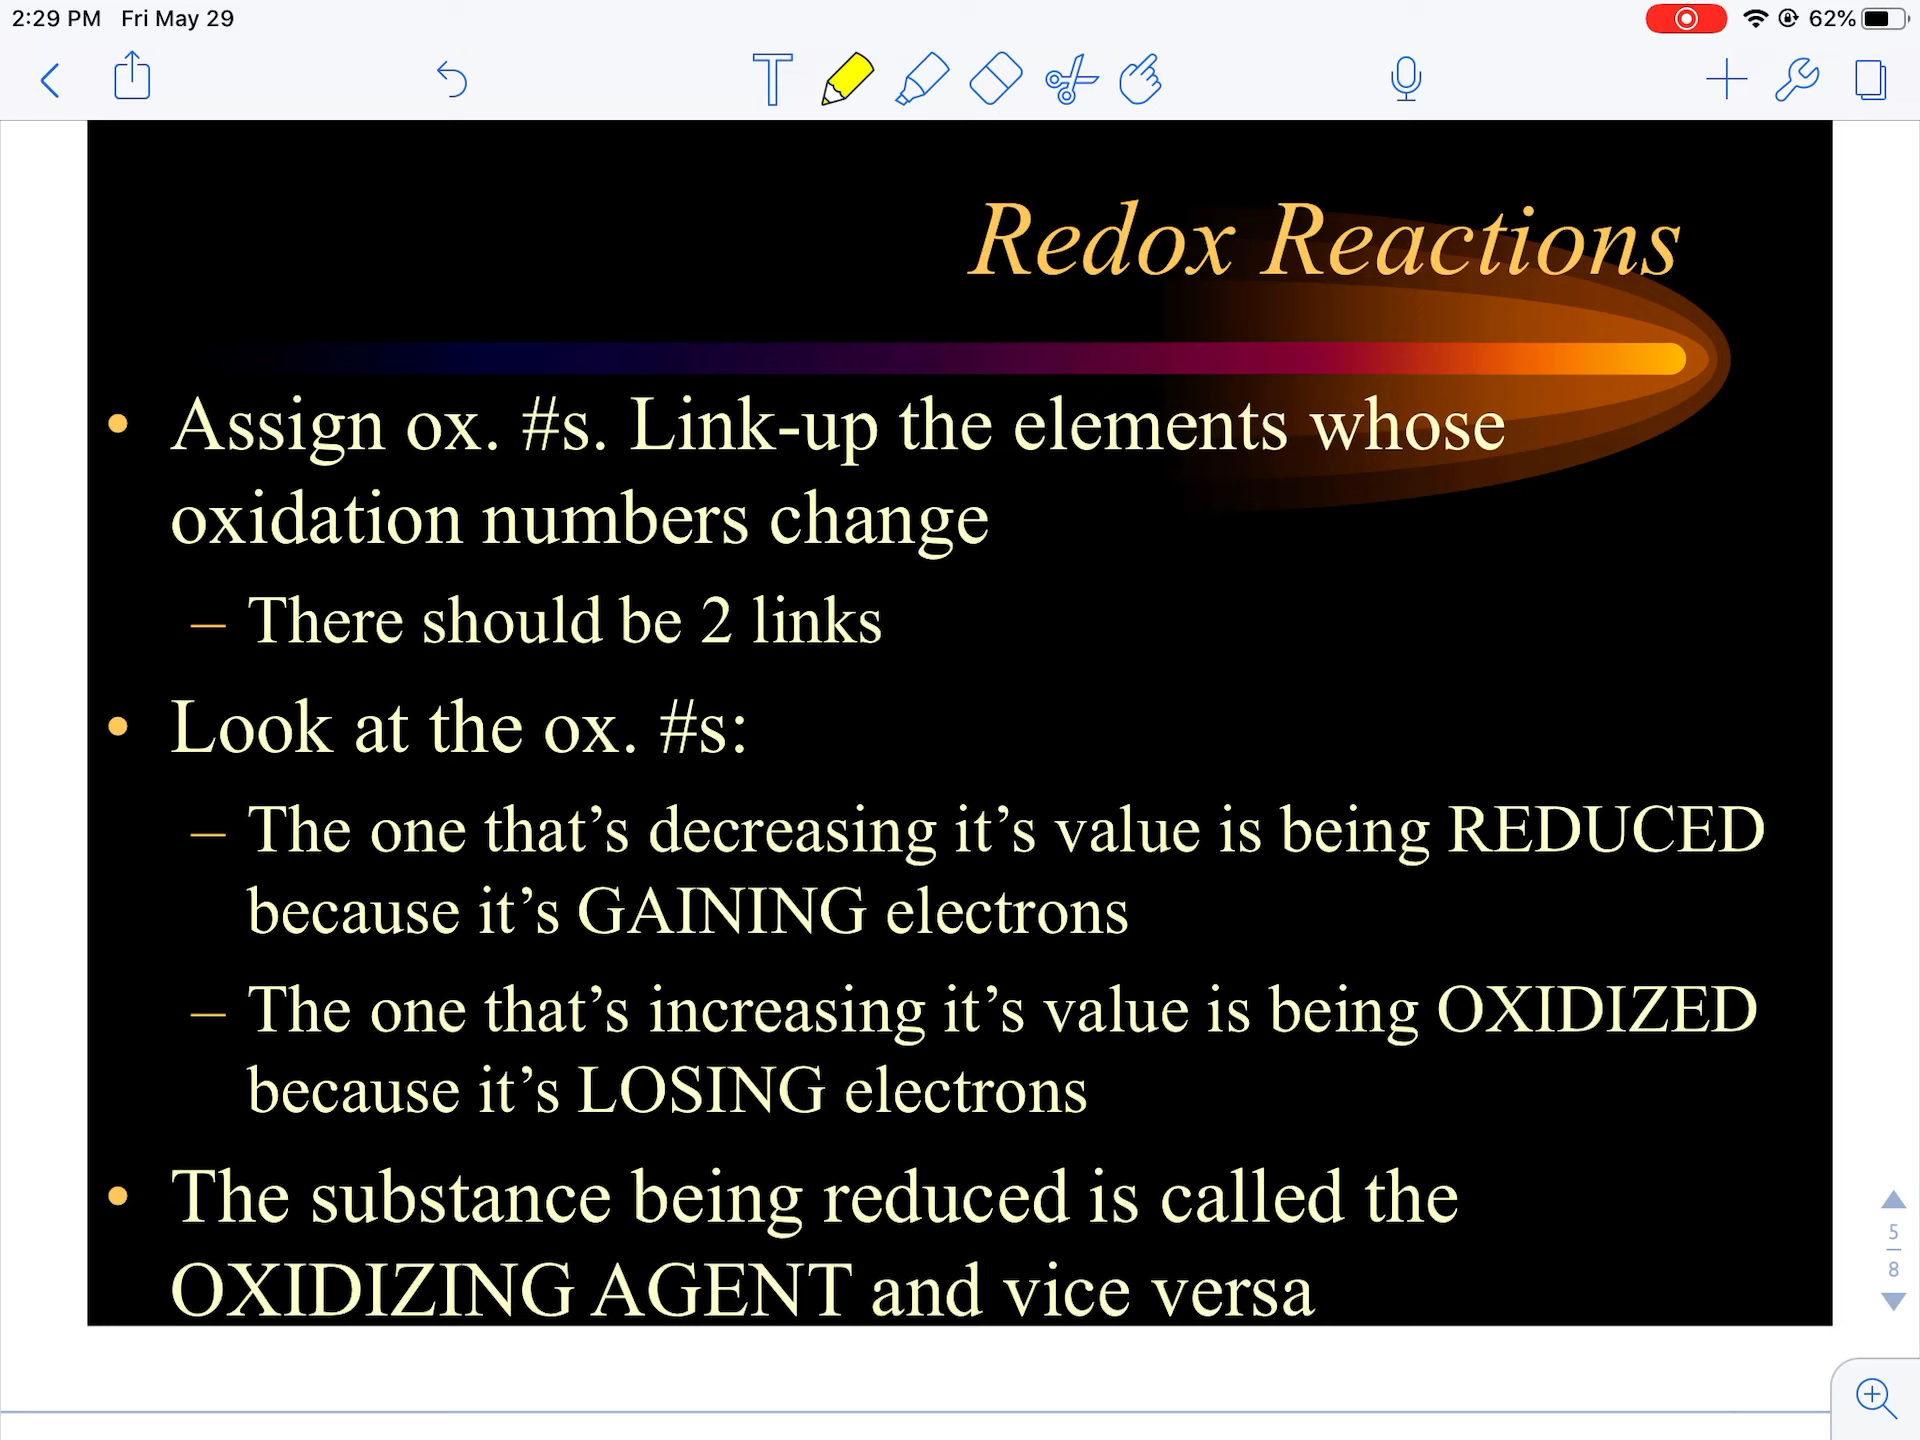 2:29 PM Fri May 29
62%
T
Redox Reactions
• Assign ox. #s. Link-up the elements whose
oxidation numbers change
– There should be 2 links
• Look at the ox. #s:
– The one that’s decreasing it’s value is being REDUCED
because it’s GAINING electrons
– The one that’s increasing it’s value is being OXIDIZED
because it’s LOSING electrons
• The substance being reduced is called the
OXIDIZING AGENT and vice versa
5
8